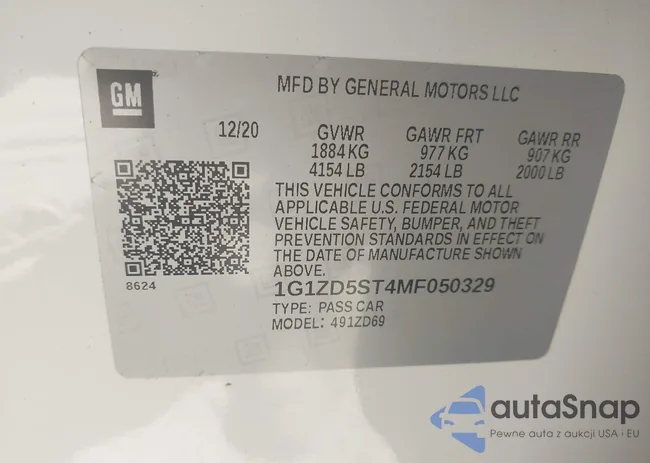 GM
MFD BY GENERAL MOTORS LLC
12/20 GVWR GAWR FRT GAWR RR
1884 KG 977 KG 907 KG
4154 LB 2154 LB 2000 LB
THIS VEHICLE CONFORMS TO ALL
APPLICABLE U.S. FEDERAL MOTOR
VEHICLE SAFETY, BUMPER, AND THEFT
PREVENTION STANDARDS IN EFFECT ON
THE DATE OF MANUFACTURE SHOWN
ABOVE.
8624
1G1ZD5ST4MF050329
TYPE: PASS CAR
MODEL: 491ZD69
autaSnap
Pewne auta z aukcji USA i EU